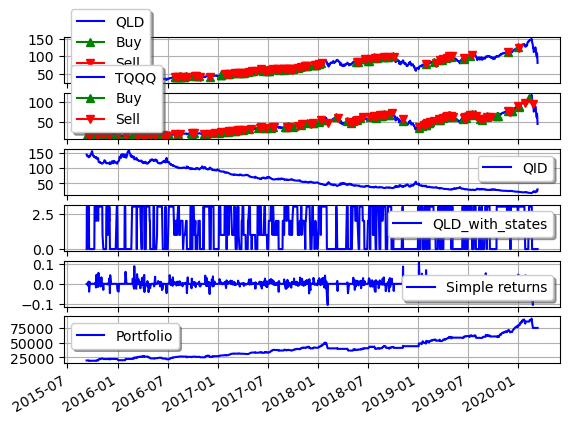 QLD
Buy
Sell
150
100
50
TQQQ
Buy
Sell
100
50
150
100
50
QID
2.5
0.0
QLD_with_states
0.1
0.0
−0.1
Simple returns
75000
50000
25000
Portfolio
2015-07
2016-01
2016-07
2017-01
2017-07
2018-01
2018-07
2019-01
2019-07
2020-01